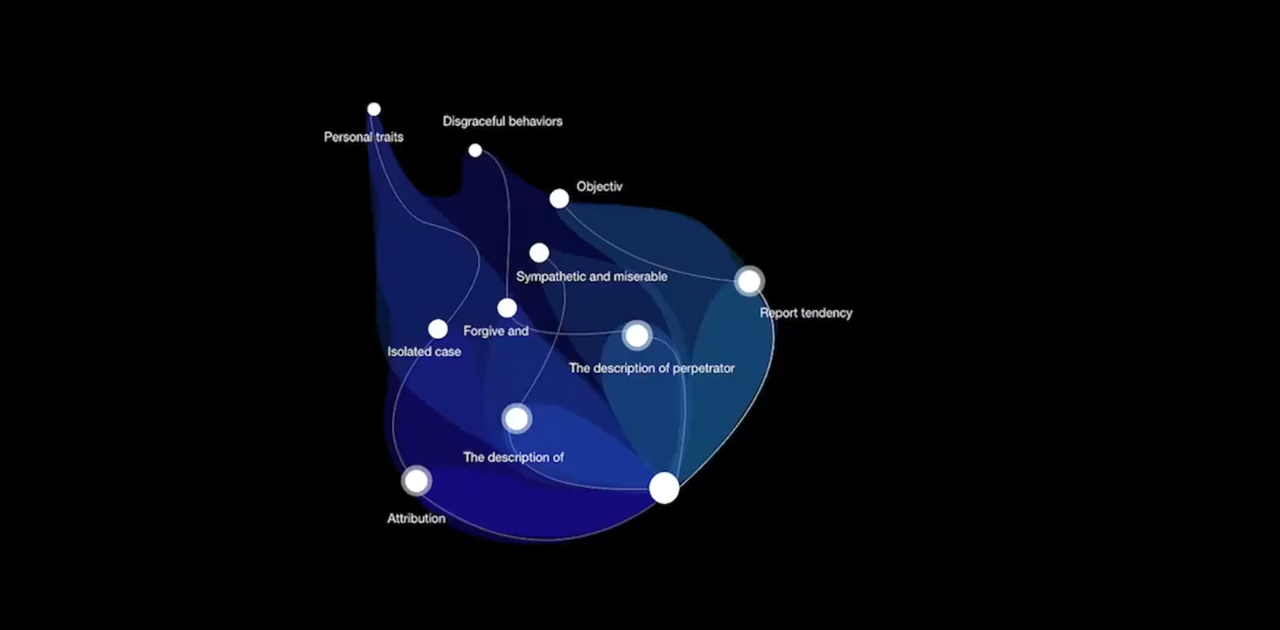 Disgraceful behaviors
Personal traits
Objectiv
Sympathetic and miserable
Report tendency
Forgive and
Isolated case
The description of perpetrator
The description of
Attribution